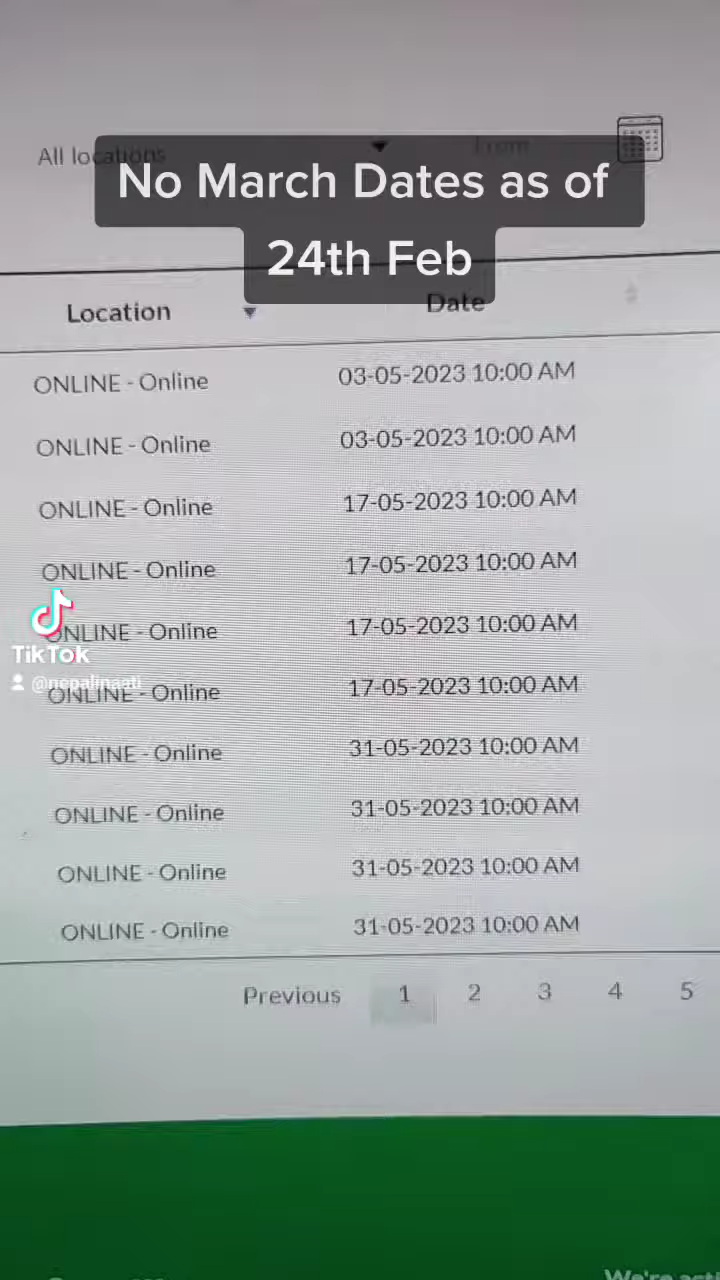 All locations
From
No March Dates as of
24th Feb
Location
Date
ONLINE - Online 03-05-2023 10:00 AM
ONLINE - Online 03-05-2023 10:00 AM
ONLINE - Online 17-05-2023 10:00 AM
ONLINE - Online 17-05-2023 10:00 AM
ONLINE - Online 17-05-2023 10:00 AM
TikTok
@nepalinaati
ONLINE - Online 17-05-2023 10:00 AM
ONLINE - Online 31-05-2023 10:00 AM
ONLINE - Online 31-05-2023 10:00 AM
ONLINE - Online 31-05-2023 10:00 AM
ONLINE - Online 31-05-2023 10:00 AM
Previous 1 2 3 4 5